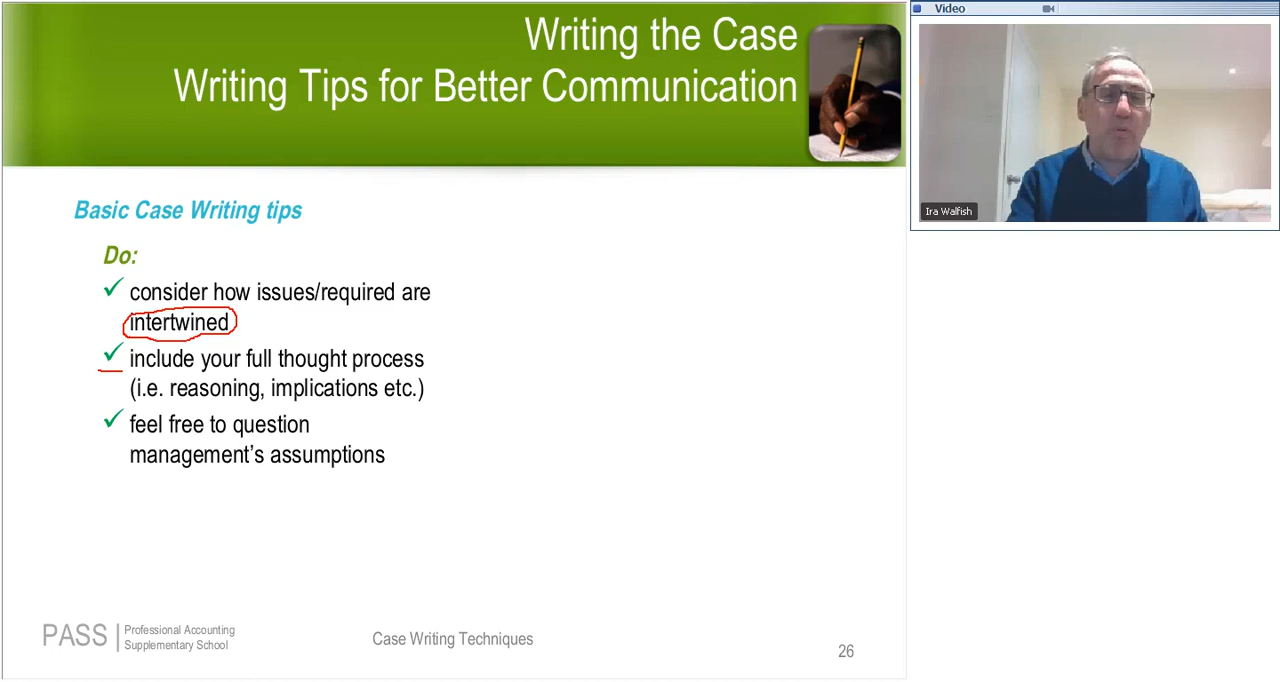 Writing the Case
Writing Tips for Better Communication
Video
Ira Walfish
Basic Case Writing tips
Do:
✓ consider how issues/required are
intertwined
✓ include your full thought process
(i.e. reasoning, implications etc.)
✓ feel free to question
management’s assumptions
PASS
Professional Accounting
Supplementary School
Case Writing Techniques
26